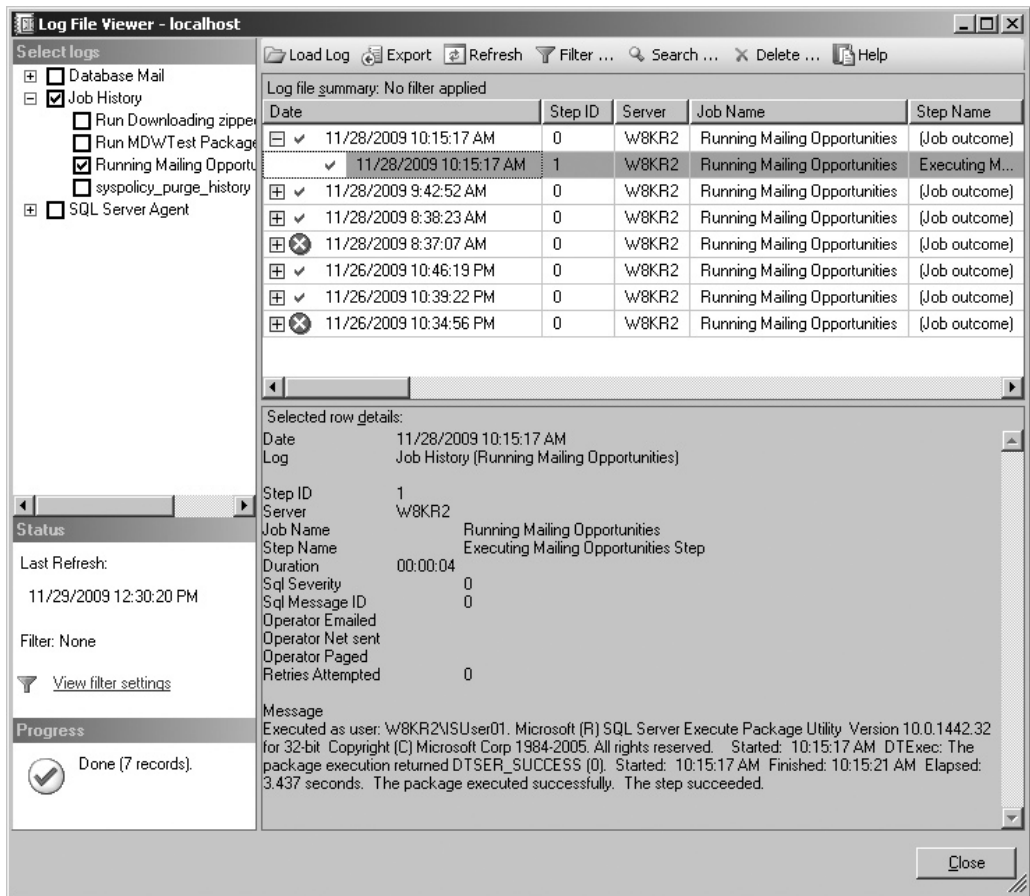 Log File Viewer - localhost
Select logs
Database Mail
Job History
Run Downloading zippe
Run MDWTest Package
Running Mailing Opportu
syspolicy_purge_history
SQL Server Agent
Load Log Export Refresh Filter ... Search ... Delete ... Help
Log file summary: No filter applied
Date Step ID Server Job Name Step Name
11/28/2009 10:15:17 AM 0 W8KR2 Running Mailing Opportunities (Job outcome)
11/28/2009 10:15:17 AM 1 W8KR2 Running Mailing Opportunities Executing M...
11/28/2009 9:42:52 AM 0 W8KR2 Running Mailing Opportunities (Job outcome)
11/28/2009 8:38:23 AM 0 W8KR2 Running Mailing Opportunities (Job outcome)
11/28/2009 8:37:07 AM 0 W8KR2 Running Mailing Opportunities (Job outcome)
11/26/2009 10:46:19 PM 0 W8KR2 Running Mailing Opportunities (Job outcome)
11/26/2009 10:39:22 PM 0 W8KR2 Running Mailing Opportunities (Job outcome)
11/26/2009 10:34:56 PM 0 W8KR2 Running Mailing Opportunities (Job outcome)
Selected row details:
Date 11/28/2009 10:15:17 AM
Log Job History (Running Mailing Opportunities)
Step ID 1
Server W8KR2
Job Name Running Mailing Opportunities
Step Name Executing Mailing Opportunities Step
Duration 00:00:04
Sql Severity 0
Sql Message ID 0
Operator Emailed
Operator Net sent
Operator Paged
Retries Attempted 0
Message
Executed as user: W8KR2\ISUser01. Microsoft (R) SQL Server Execute Package Utility Version 10.0.1442.32
for 32-bit Copyright (C) Microsoft Corp 1984-2005. All rights reserved. Started: 10:15:17 AM DTExec: The
package execution returned DTSER_SUCCESS (0). Started: 10:15:17 AM Finished: 10:15:21 AM Elapsed:
3.437 seconds. The package executed successfully. The step succeeded.
Status
Last Refresh:
11/29/2009 12:30:20 PM
Filter: None
View filter settings
Progress
Done (7 records).
Close